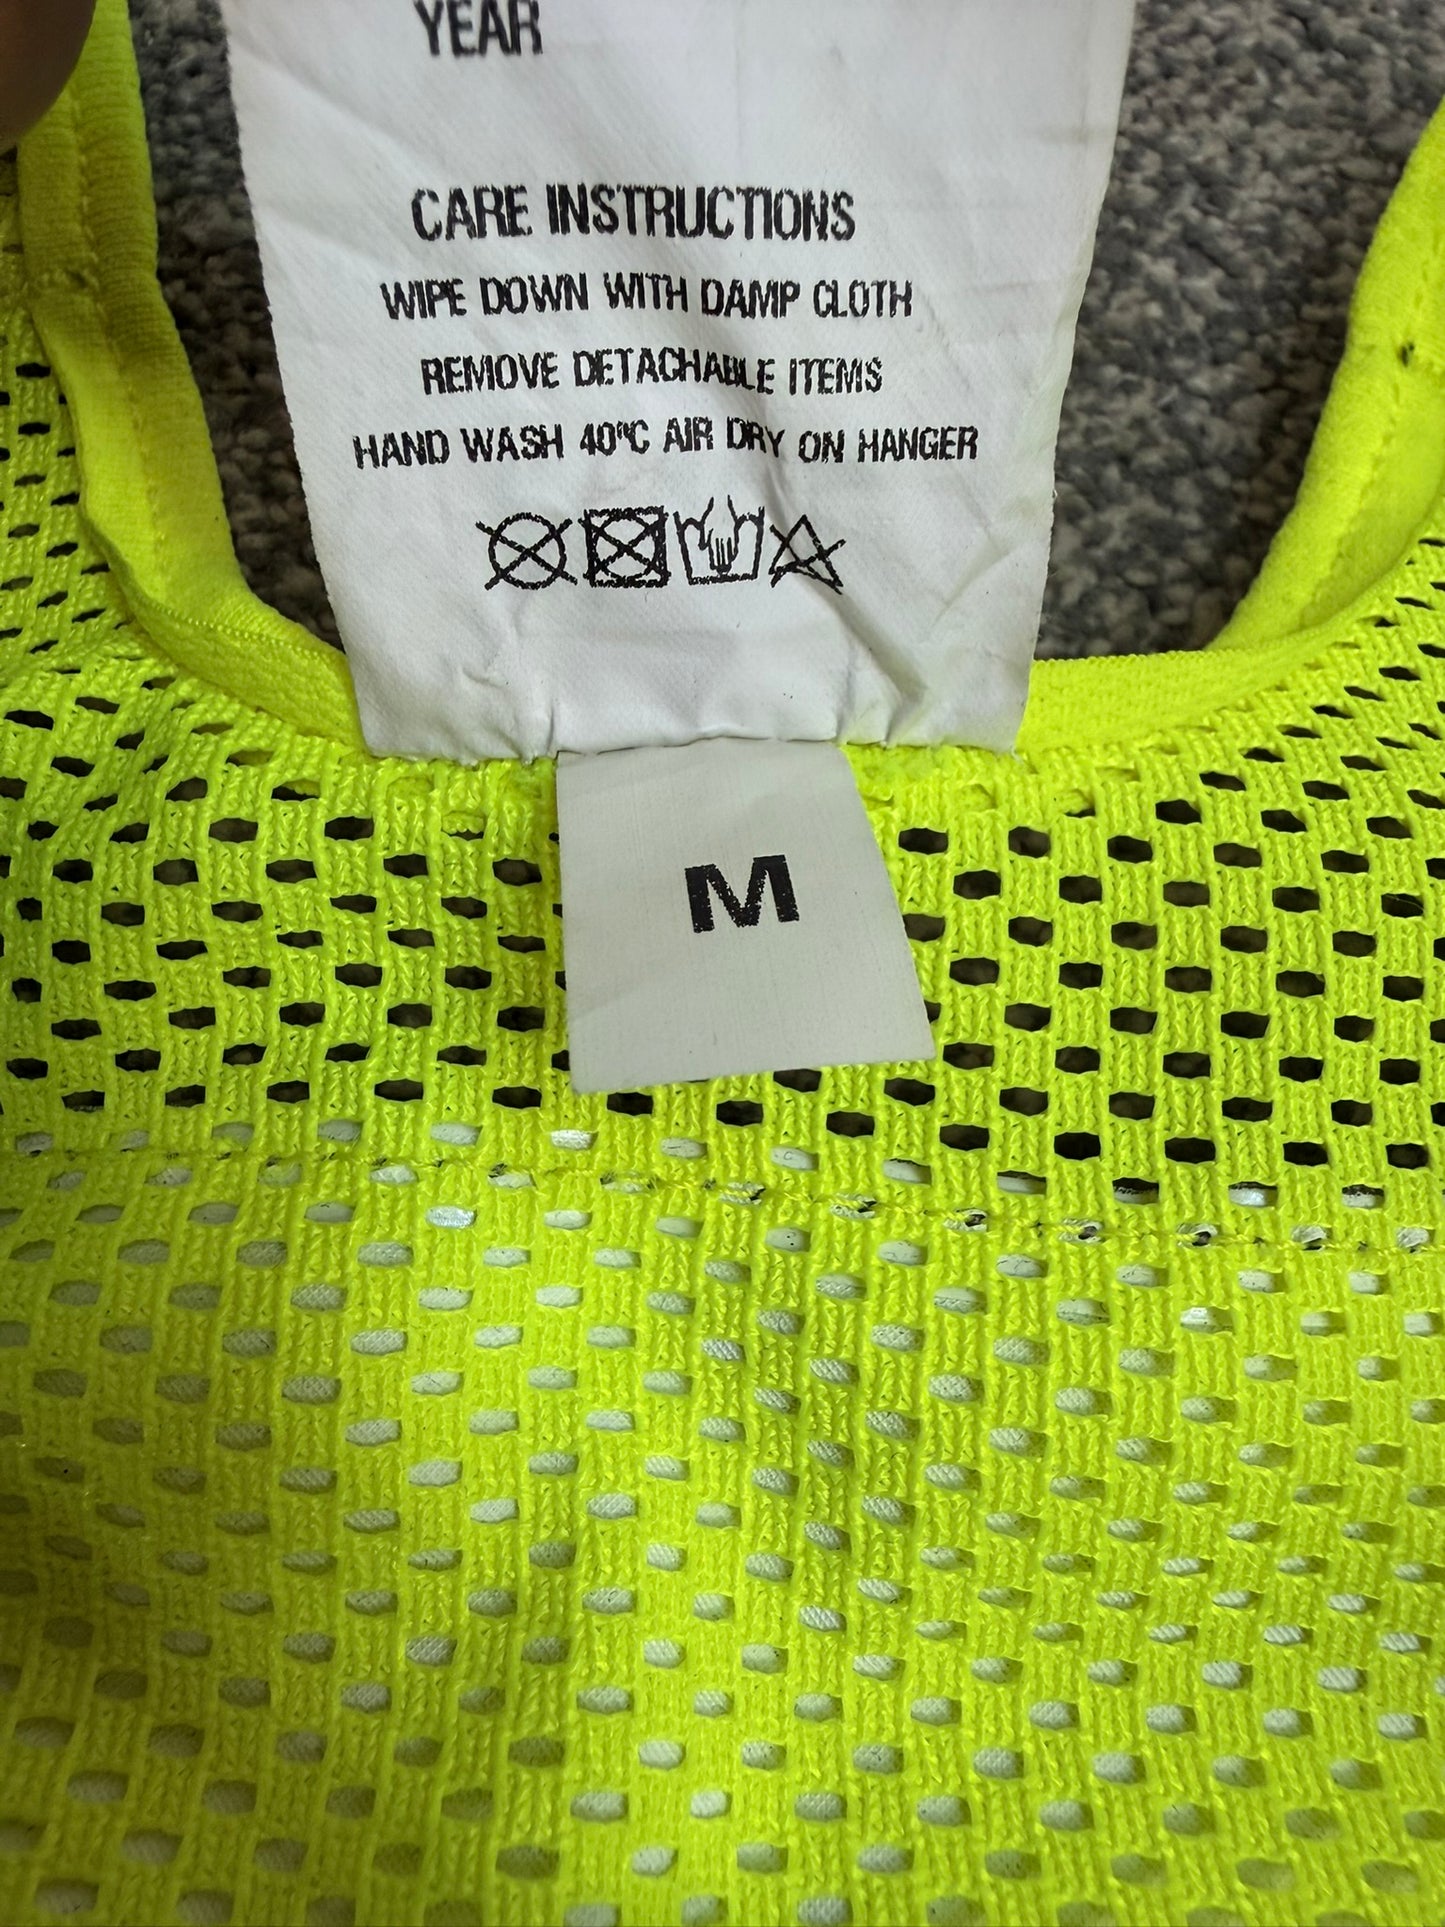 YEAR
CARE INSTRUCTIONS
WIPE DOWN WITH DAMP CLOTH
REMOVE DETACHABLE ITEMS
HAND WASH 40°C AIR DRY ON HANGER
M